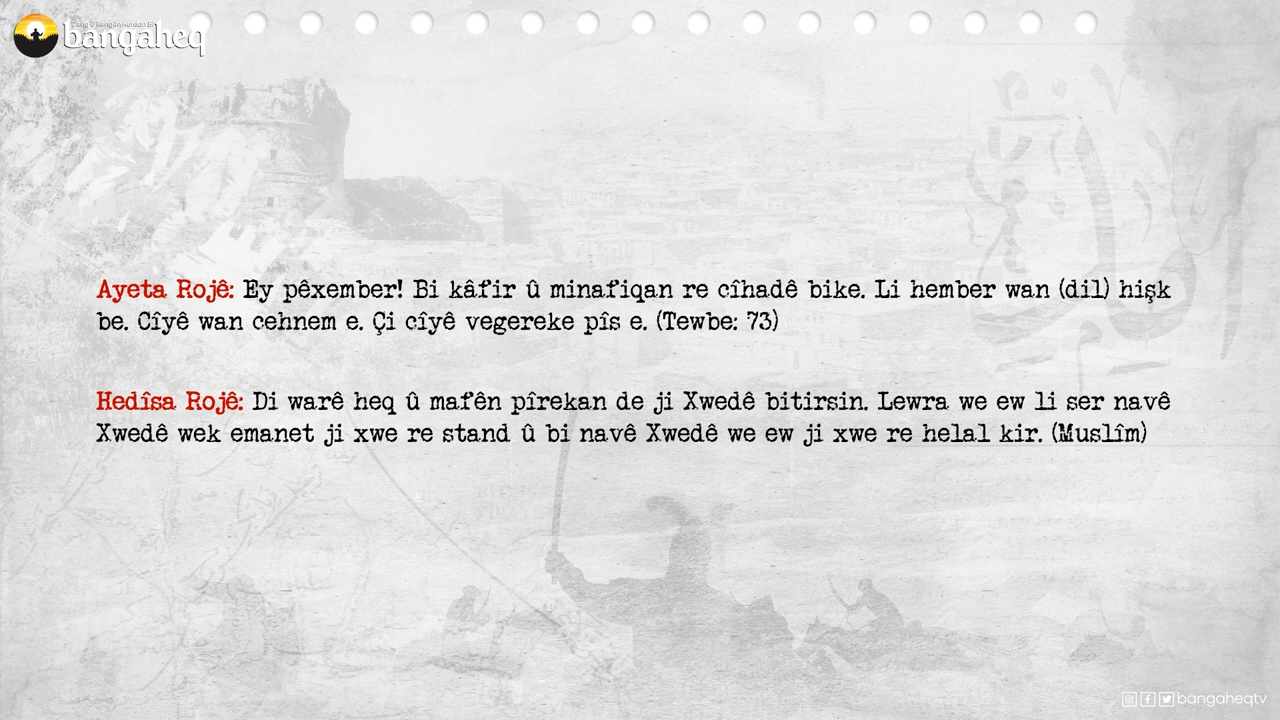 bangaheq
Ayeta Rojê: Ey pêxember! Bi kâfir û minafiqan re cîhadê bike. Li hember wan (dil) hişk
be. Cîyê wan cehnem e. Çi cîyê vegereke pîs e. (Tewbe: 73)
Hedîsa Rojê: Di warê heq û mafên pîrekan de ji Xwedê bitirsin. Lewra we ew li ser navê
Xwedê wek emanet ji xwe re stand û bi navê Xwedê we ew ji xwe re helal kir. (Muslîm)
bangaheqtv